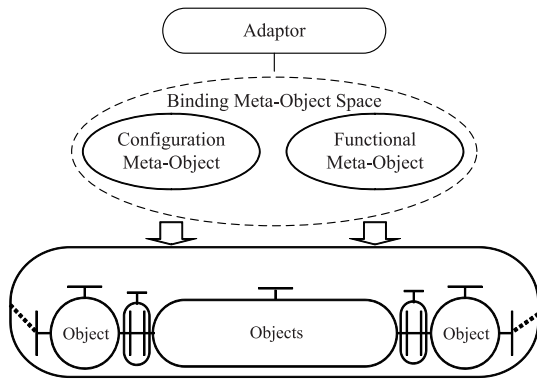 Adaptor
Binding Meta-Object Space
Configuration
Meta-Object
Functional
Meta-Object
Object
Objects
Object